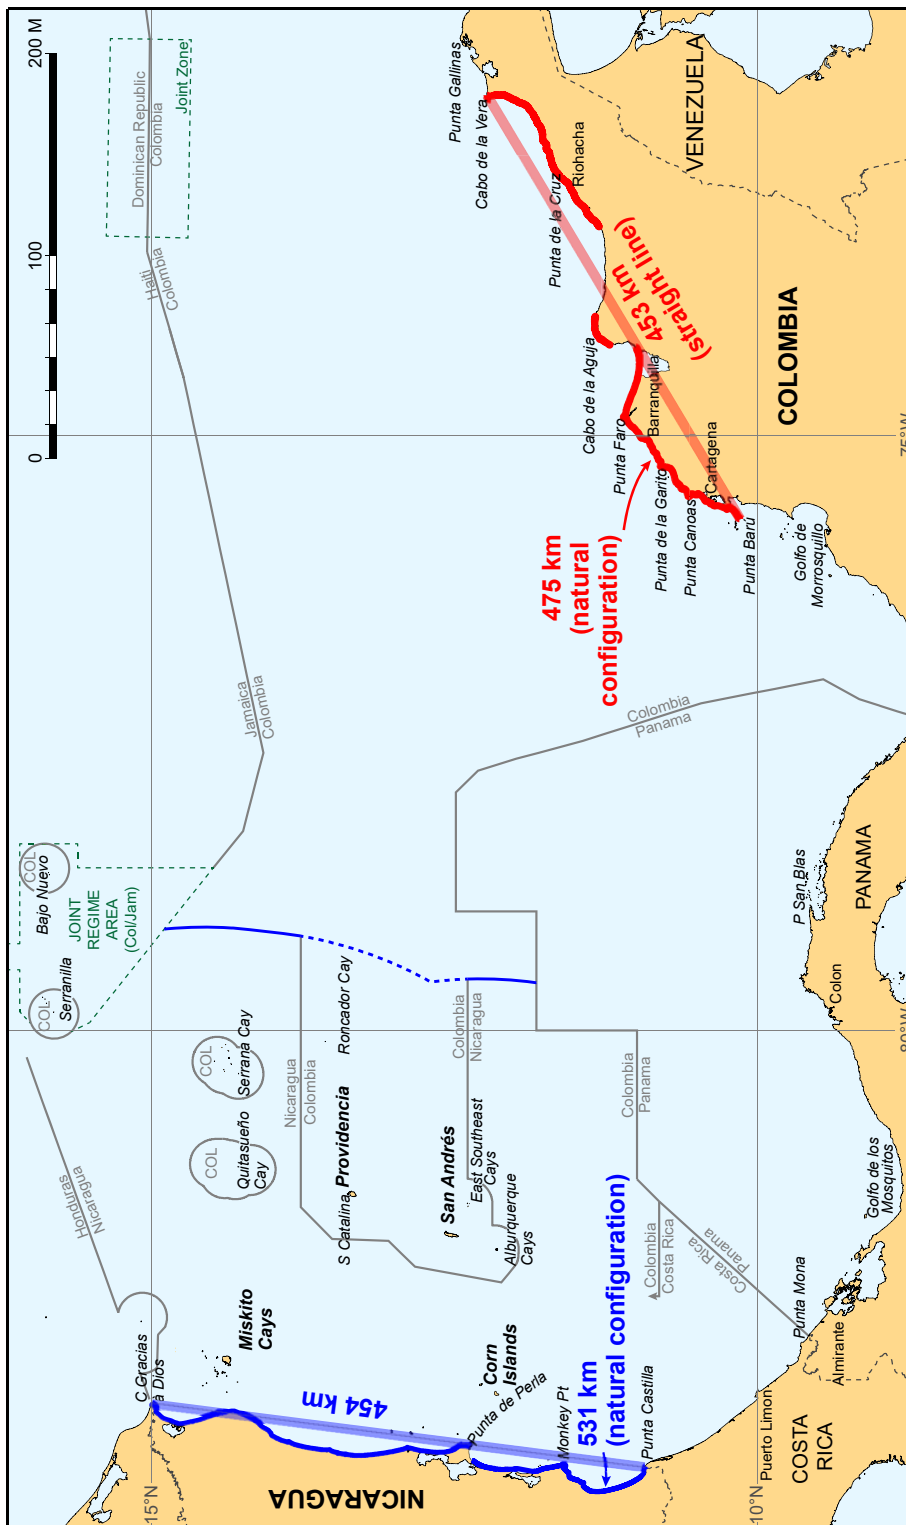 0
100
200 M
Dominican Republic
Colombia
Joint Zone
Haiti
Colombia
Jamaica
Colombia
COL
Bajo Nuevo
JOINT
REGIME
AREA
(Col/Jam)
COL
Serranilla
Honduras
Nicaragua
COL
Serrana Cay
COL
Quitasueño
Cay
Nicaragua
Colombia
Roncador Cay
Providencia
S Catalina
Colombia
Nicaragua
San Andrés
East Southeast
Cays
Alburquerque
Cays
Colombia
Panama
Colombia
Costa Rica
Costa Rica
Panama
Colombia
Panama
15°N
C Gracias
a Dios
Miskito
Cays
454 km
Corn
Islands
Punta de Perla
Monkey Pt
531 km
(natural configuration)
Punta Castilla
NICARAGUA
10°N
Puerto Limon
COSTA
RICA
Almirante
Punta Mona
Golfo de los
Mosquitos
80°W
Colon
P San Blas
PANAMA
Punta Gallinas
Cabo de la Vera
Riohacha
Punta de la Cruz
VENEZUELA
453 km
(straight line)
Cabo de la Aguja
Barranquilla
Punta Faro
Punta de la Garita
Cartagena
Punta Canoas
Punta Barú
475 km
(natural
configuration)
Golfo de
Morrosquillo
COLOMBIA
75°W